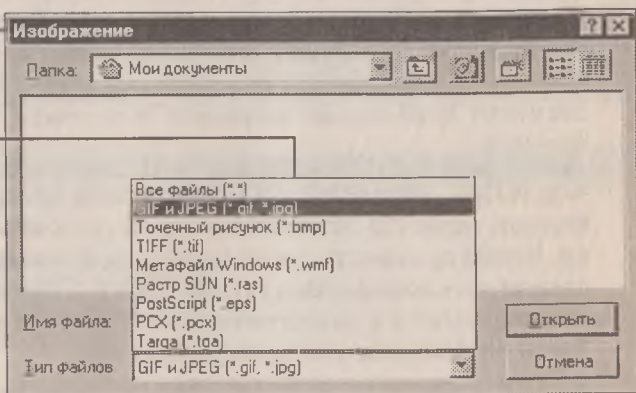 Изображение
Папка: Мои документы
Все файлы (*.*)
GIF и JPEG (*.gif, *.jpg)
Точечный рисунок (*.bmp)
TIFF (*.tif)
Метафайл Windows (*.wmf)
Растр SUN (*.ras)
PostScript (*.eps)
PCX (*.pcx)
Targa (*.tga)
Имя файла:
Открыть
Тип файлов GIF и JPEG (*.gif, *.jpg)
Отмена